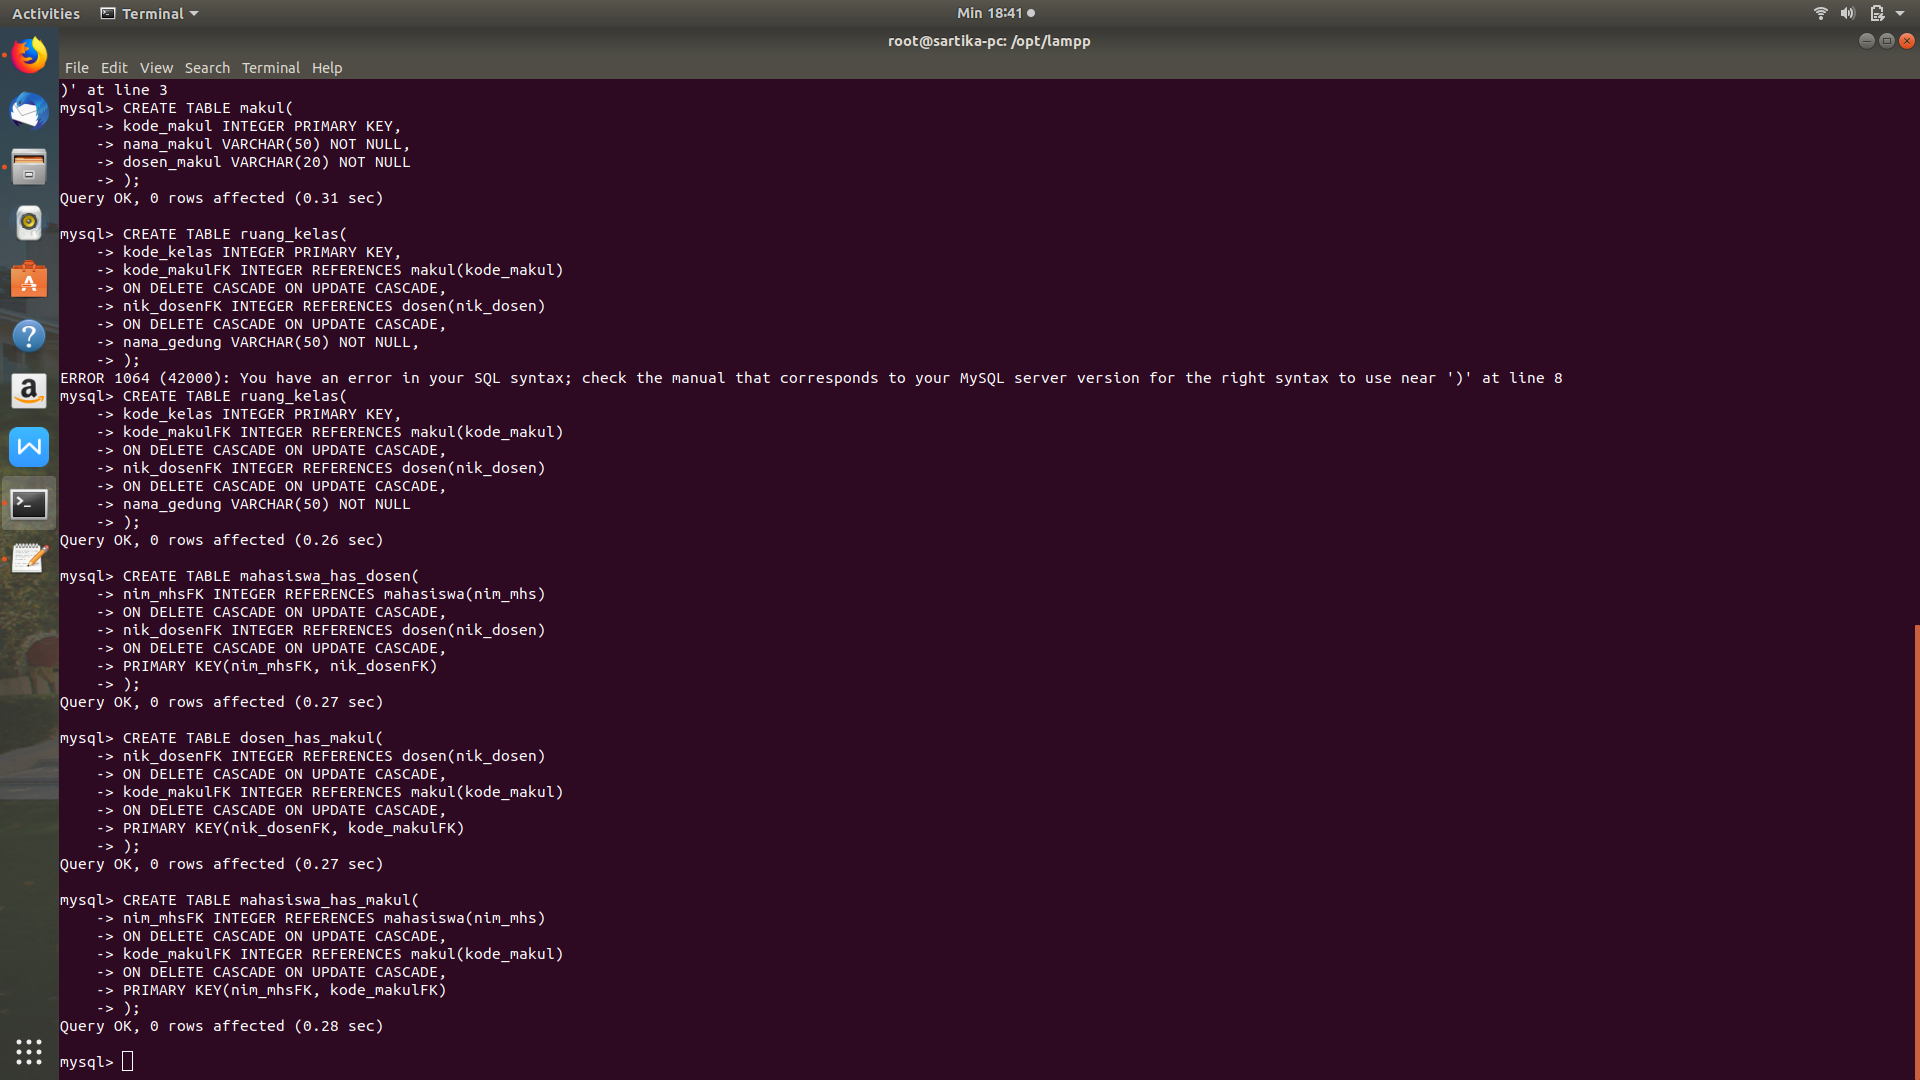 Activities
Terminal
Min 18:41
root@sartika-pc: /opt/lampp
File Edit View Search Terminal Help
)' at line 3
mysql> CREATE TABLE makul(
    -> kode_makul INTEGER PRIMARY KEY,
    -> nama_makul VARCHAR(50) NOT NULL,
    -> dosen_makul VARCHAR(20) NOT NULL
    -> );
Query OK, 0 rows affected (0.31 sec)
mysql> CREATE TABLE ruang_kelas(
    -> kode_kelas INTEGER PRIMARY KEY,
    -> kode_makulFK INTEGER REFERENCES makul(kode_makul)
    -> ON DELETE CASCADE ON UPDATE CASCADE,
    -> nik_dosenFK INTEGER REFERENCES dosen(nik_dosen)
    -> ON DELETE CASCADE ON UPDATE CASCADE,
    -> nama_gedung VARCHAR(50) NOT NULL,
    -> );
ERROR 1064 (42000): You have an error in your SQL syntax; check the manual that corresponds to your MySQL server version for the right syntax to use near ')' at line 8
mysql> CREATE TABLE ruang_kelas(
    -> kode_kelas INTEGER PRIMARY KEY,
    -> kode_makulFK INTEGER REFERENCES makul(kode_makul)
    -> ON DELETE CASCADE ON UPDATE CASCADE,
    -> nik_dosenFK INTEGER REFERENCES dosen(nik_dosen)
    -> ON DELETE CASCADE ON UPDATE CASCADE,
    -> nama_gedung VARCHAR(50) NOT NULL
    -> );
Query OK, 0 rows affected (0.26 sec)
mysql> CREATE TABLE mahasiswa_has_dosen(
    -> nim_mhsFK INTEGER REFERENCES mahasiswa(nim_mhs)
    -> ON DELETE CASCADE ON UPDATE CASCADE,
    -> nik_dosenFK INTEGER REFERENCES dosen(nik_dosen)
    -> ON DELETE CASCADE ON UPDATE CASCADE,
    -> PRIMARY KEY(nim_mhsFK, nik_dosenFK)
    -> );
Query OK, 0 rows affected (0.27 sec)
mysql> CREATE TABLE dosen_has_makul(
    -> nik_dosenFK INTEGER REFERENCES dosen(nik_dosen)
    -> ON DELETE CASCADE ON UPDATE CASCADE,
    -> kode_makulFK INTEGER REFERENCES makul(kode_makul)
    -> ON DELETE CASCADE ON UPDATE CASCADE,
    -> PRIMARY KEY(nik_dosenFK, kode_makulFK)
    -> );
Query OK, 0 rows affected (0.27 sec)
mysql> CREATE TABLE mahasiswa_has_makul(
    -> nim_mhsFK INTEGER REFERENCES mahasiswa(nim_mhs)
    -> ON DELETE CASCADE ON UPDATE CASCADE,
    -> kode_makulFK INTEGER REFERENCES makul(kode_makul)
    -> ON DELETE CASCADE ON UPDATE CASCADE,
    -> PRIMARY KEY(nim_mhsFK, kode_makulFK)
    -> );
Query OK, 0 rows affected (0.28 sec)
mysql>